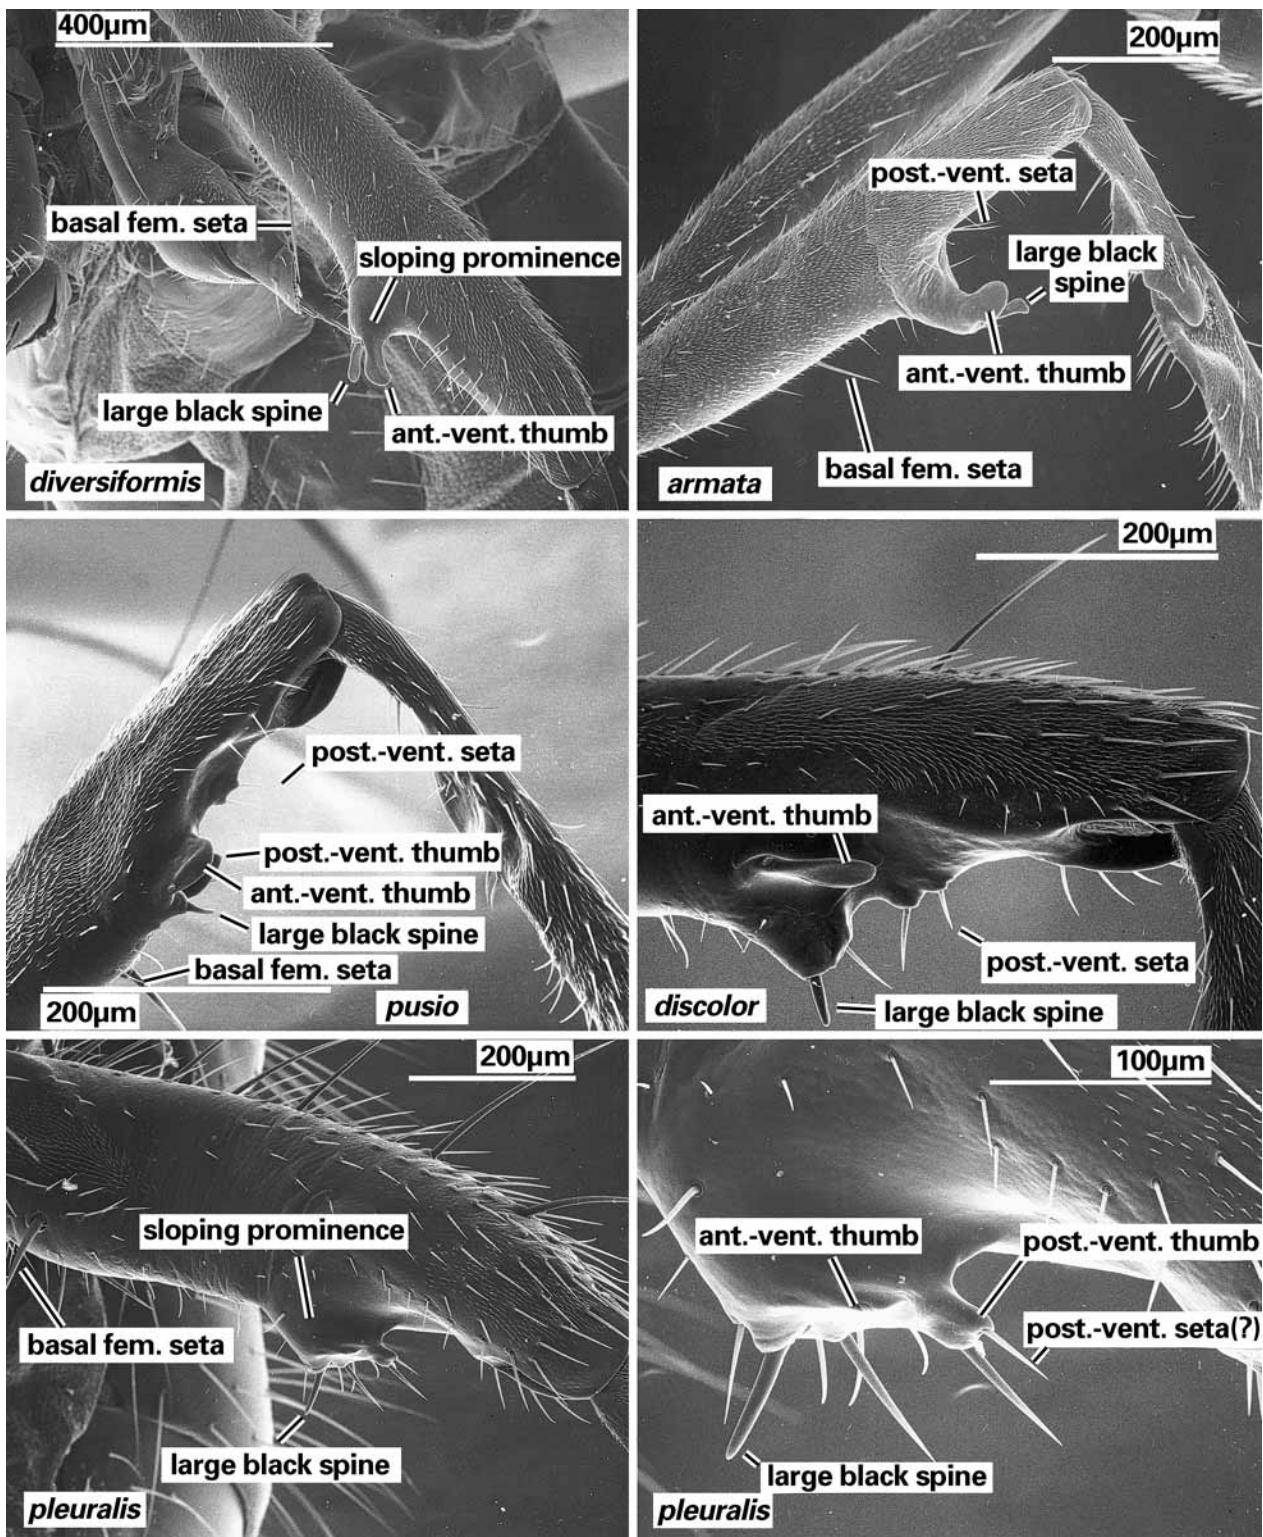 400µm
basal fem. seta
sloping prominence
large black spine
ant.-vent. thumb
diversiformis
200µm
post.-vent. seta
large black
spine
ant.-vent. thumb
basal fem. seta
armata
post.-vent. seta
post.-vent. thumb
ant.-vent. thumb
large black spine
basal fem. seta
200µm
pusio
200µm
ant.-vent. thumb
post.-vent. seta
large black spine
discolor
200µm
sloping prominence
basal fem. seta
large black spine
pleuralis
100µm
ant.-vent. thumb
post.-vent. thumb
post.-vent. seta(?)
large black spine
pleuralis